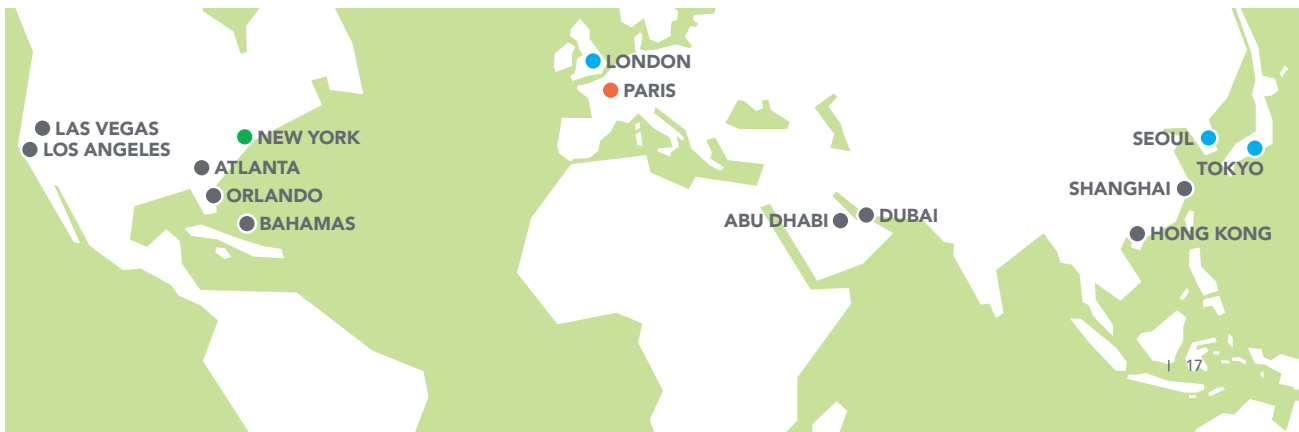 LONDON
PARIS
LAS VEGAS
NEW YORK
LOS ANGELES
ATLANTA
ORLANDO
BAHAMAS
ABU DHABI
DUBAI
SEOUL
TOKYO
SHANGHAI
HONG KONG
| 17